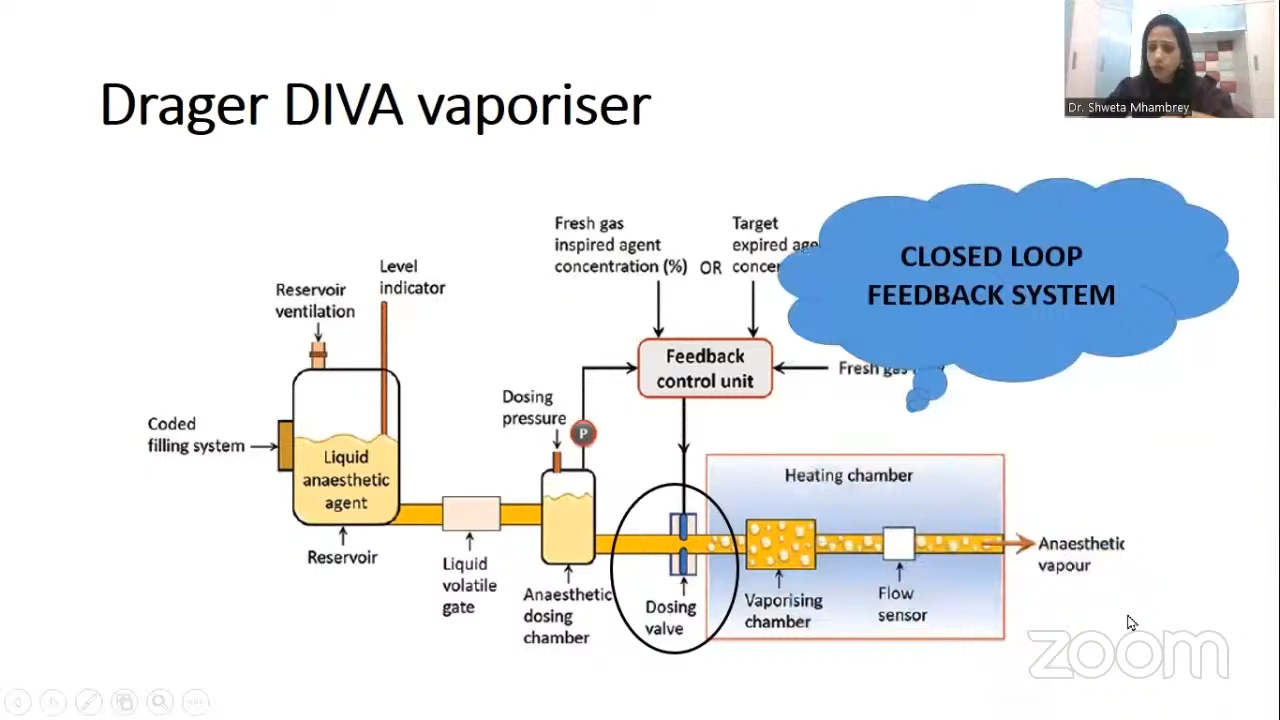 Dr. Shweta Mhambrey
Drager DIVA vaporiser
Fresh gas
inspired agent
concentration (%)
OR
Target
expired age
conce
CLOSED LOOP
FEEDBACK SYSTEM
Level
indicator
Reservoir
ventilation
Feedback
control unit
Fresh gas
Dosing
pressure
P
Coded
filling system
Liquid
anaesthetic
agent
Reservoir
Liquid
volatile
gate
Anaesthetic
dosing
chamber
Dosing
valve
Heating chamber
Vaporising
chamber
Flow
sensor
Anaesthetic
vapour
zoom